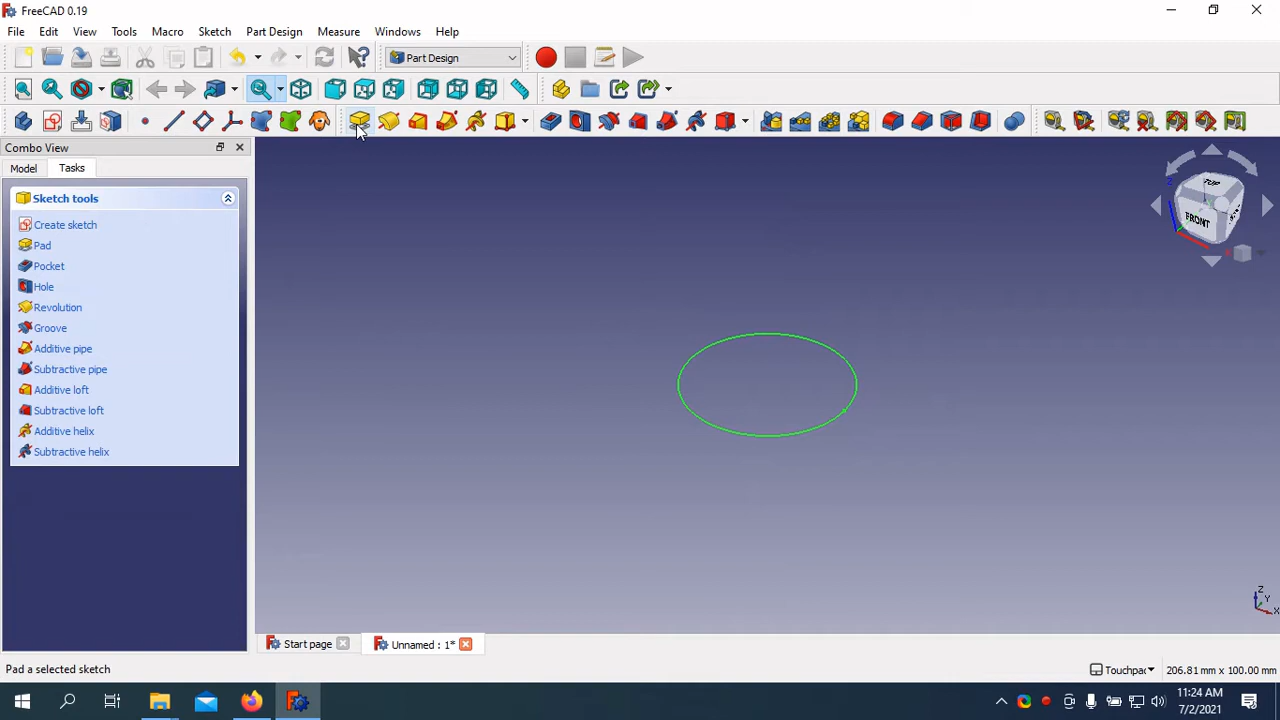 FreeCAD 0.19
File Edit View Tools Macro Sketch Part Design Measure Windows Help
Part Design
Combo View
Model Tasks
Sketch tools
Create sketch
Pad
Pocket
Hole
Revolution
Groove
Additive pipe
Subtractive pipe
Additive loft
Subtractive loft
Additive helix
Subtractive helix
TOP
FRONT
Z
Z
Y
X
Start page Unnamed : 1*
Pad a selected sketch Touchpad 206.81 mm x 100.00 mm
11:24 AM
7/2/2021